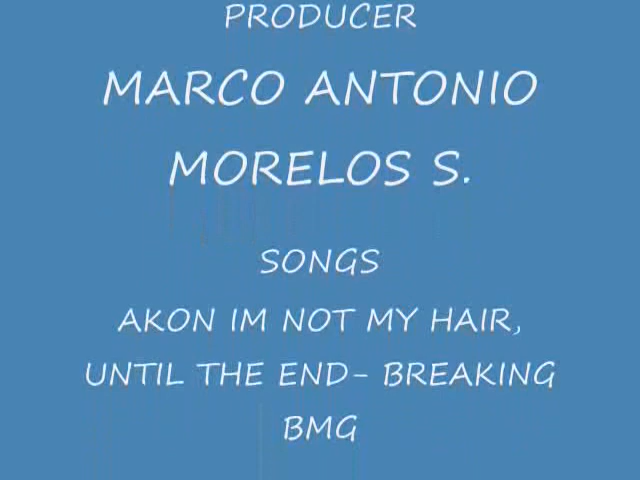 PRODUCER
MARCO ANTONIO
MORELOS S.
SONGS
AKON IM NOT MY HAIR,
UNTIL THE END- BREAKING
BMG